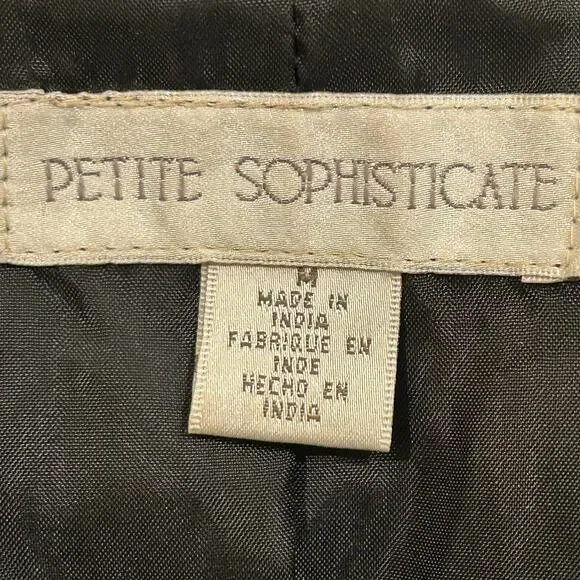 PETITE SOPHISTICATE
M
MADE IN
INDIA
FABRIQUE EN
INDE
HECHO EN
INDIA